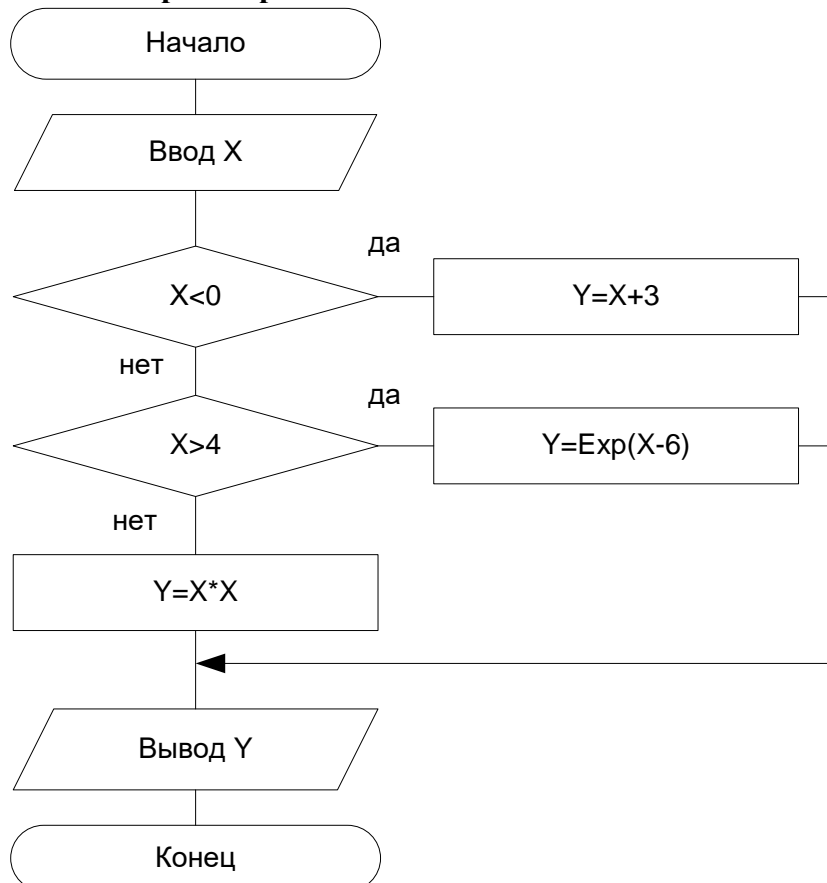 Начало
Ввод X
да
X<0
Y=X+3
нет
да
X>4
Y=Exp(X-6)
нет
Y=X*X
Вывод Y
Конец